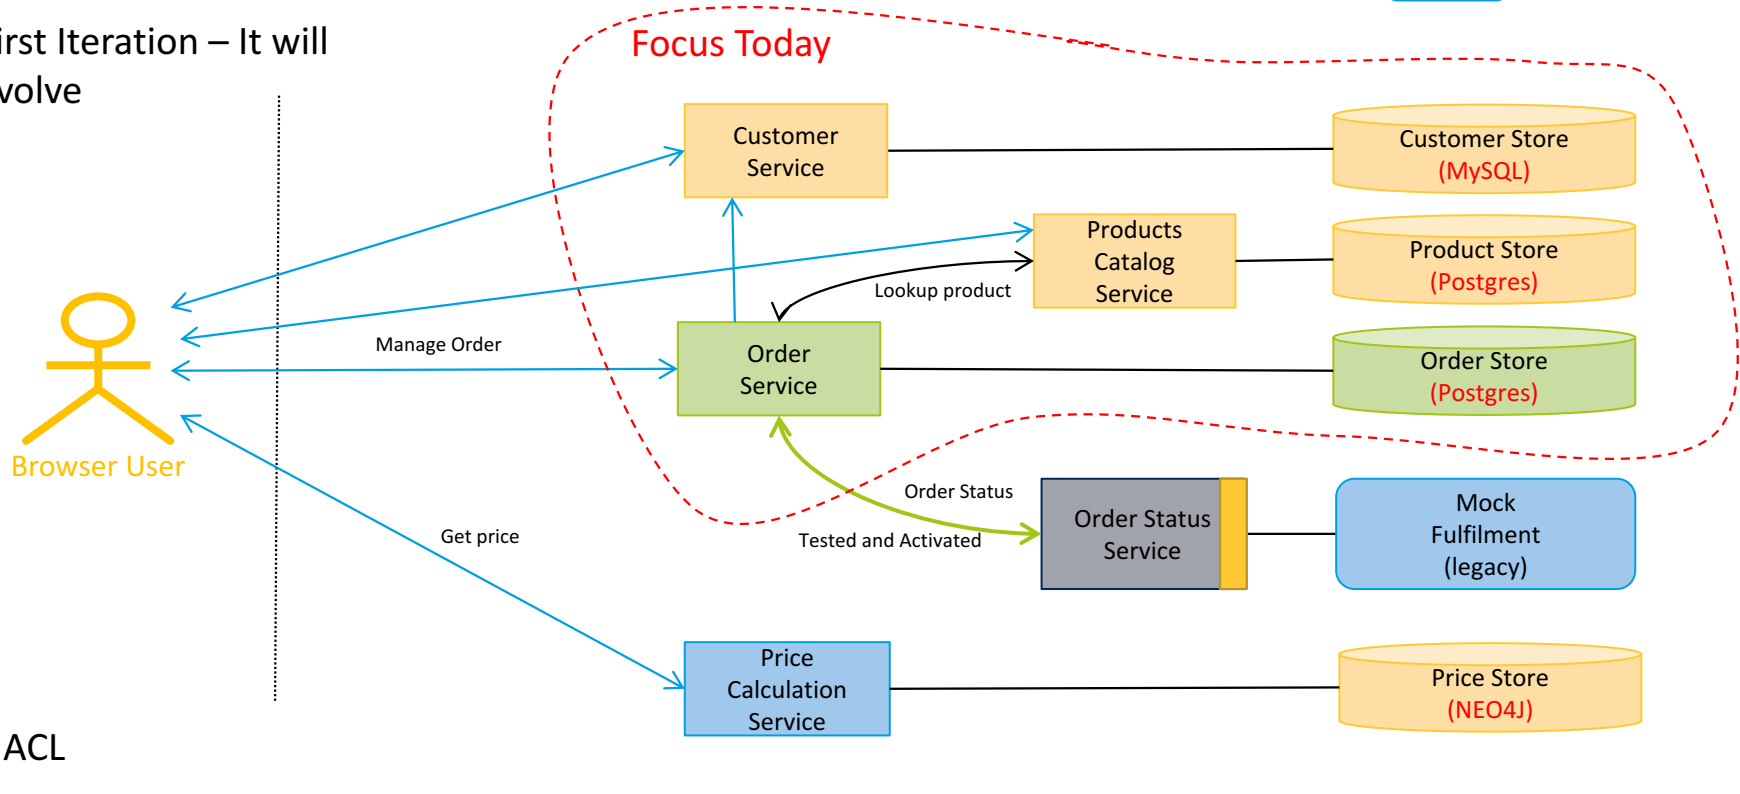 irst Iteration – It will
volve
Focus Today
Customer
Service
Customer Store
(MySQL)
Products
Catalog
Service
Product Store
(Postgres)
Lookup product
Manage Order
Order
Service
Order Store
(Postgres)
Browser User
Order Status
Tested and Activated
Order Status
Service
Mock
Fulfilment
(legacy)
Get price
Price
Calculation
Service
Price Store
(NEO4J)
ACL